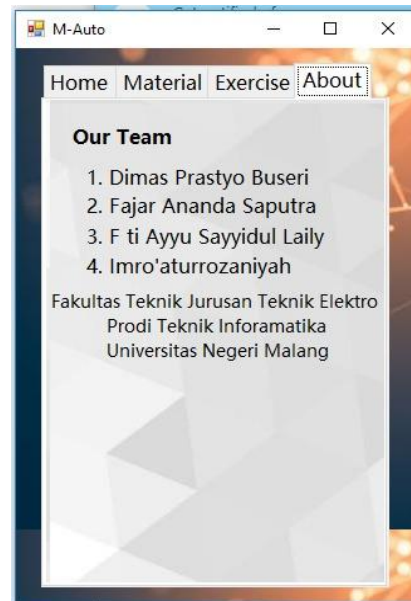 M-Auto
Home Material Exercise About
Our Team
1. Dimas Prastyo Buseri
2. Fajar Ananda Saputra
3. F ti Ayyu Sayyidul Laily
4. Imro'aturrozaniyah
Fakultas Teknik Jurusan Teknik Elektro
Prodi Teknik Inforamatika
Universitas Negeri Malang